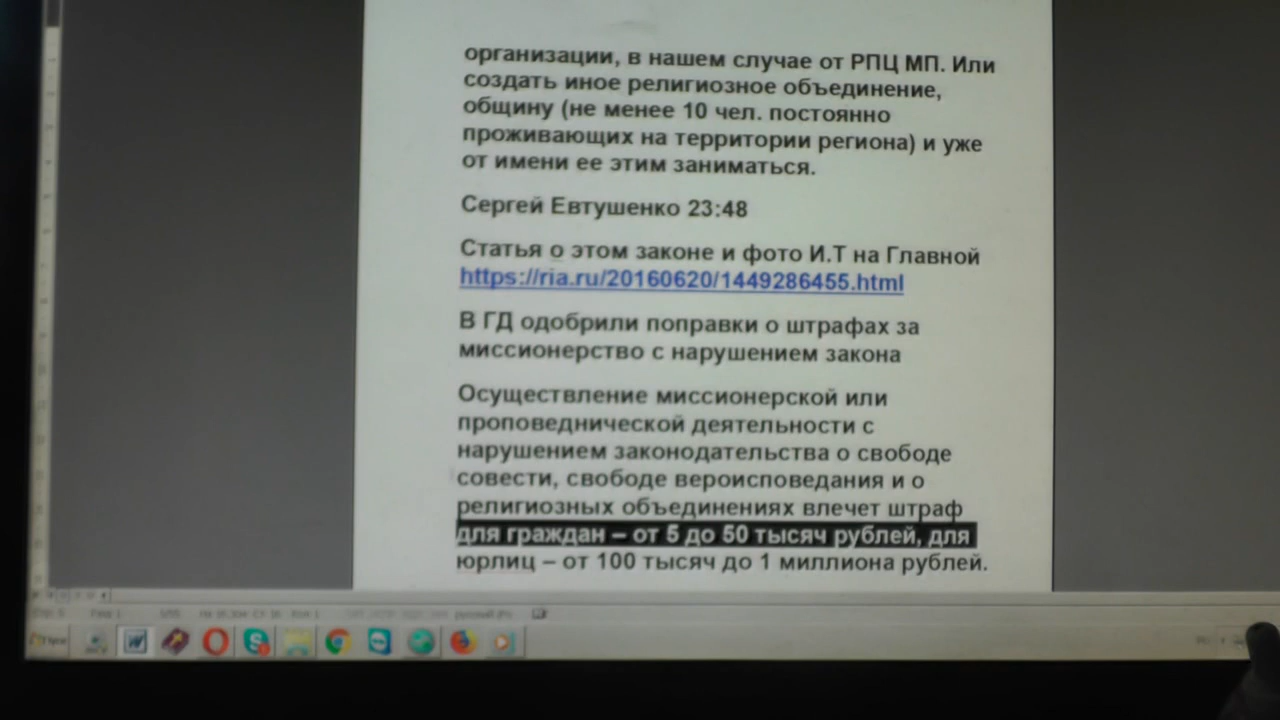 организации, в нашем случае от РПЦ МП. Или
создать иное религиозное объединение,
общину (не менее 10 чел. постоянно
проживающих на территории региона) и уже
от имени ее этим заниматься.
Сергей Евтушенко 23:48
Статья о этом законе и фото И.Т на Главной
https://ria.ru/20160620/1449286455.html
В ГД одобрили поправки о штрафах за
миссионерство с нарушением закона
Осуществление миссионерской или
проповеднической деятельности с
нарушением законодательства о свободе
совести, свободе вероисповедания и о
религиозных объединениях влечет штраф
для граждан – от 5 до 50 тысяч рублей, для
юрлиц – от 100 тысяч до 1 миллиона рублей.